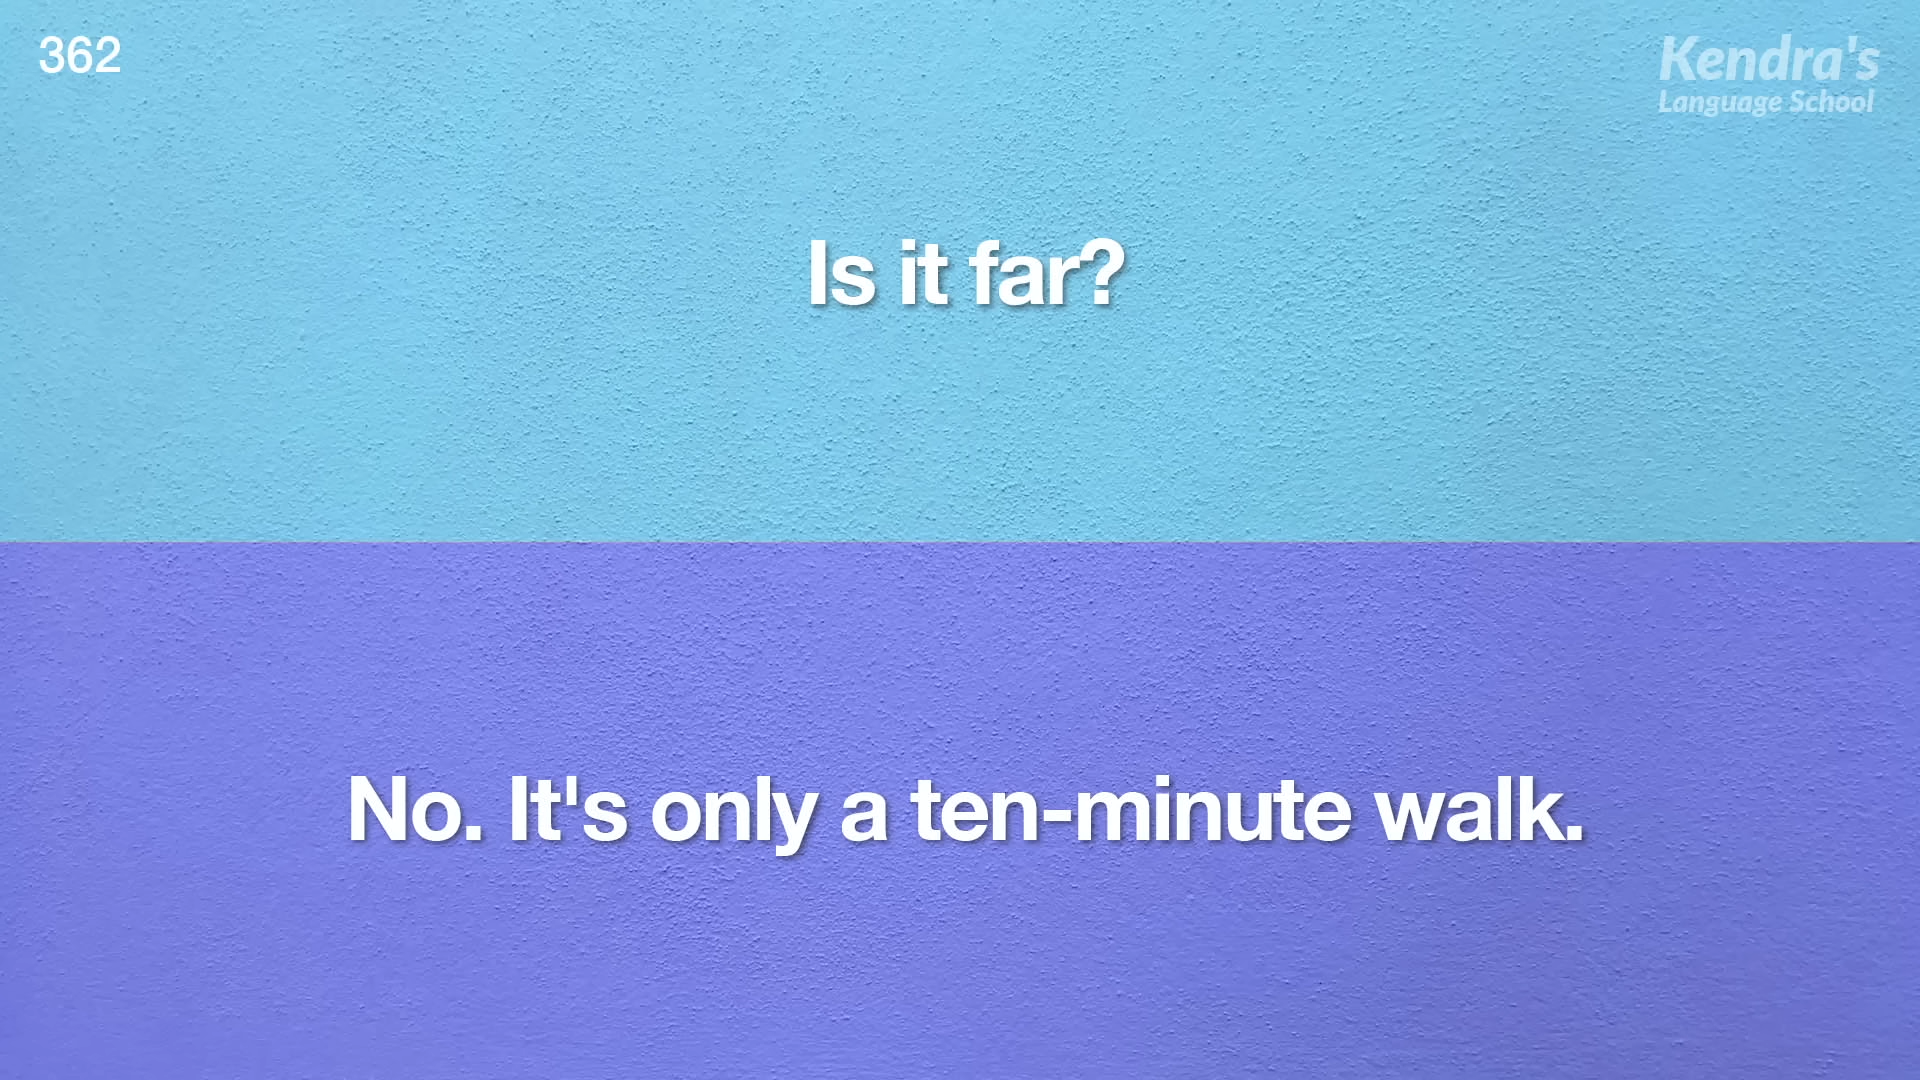 362
Kendra's
Language School
Is it far?
No. It's only a ten-minute walk.